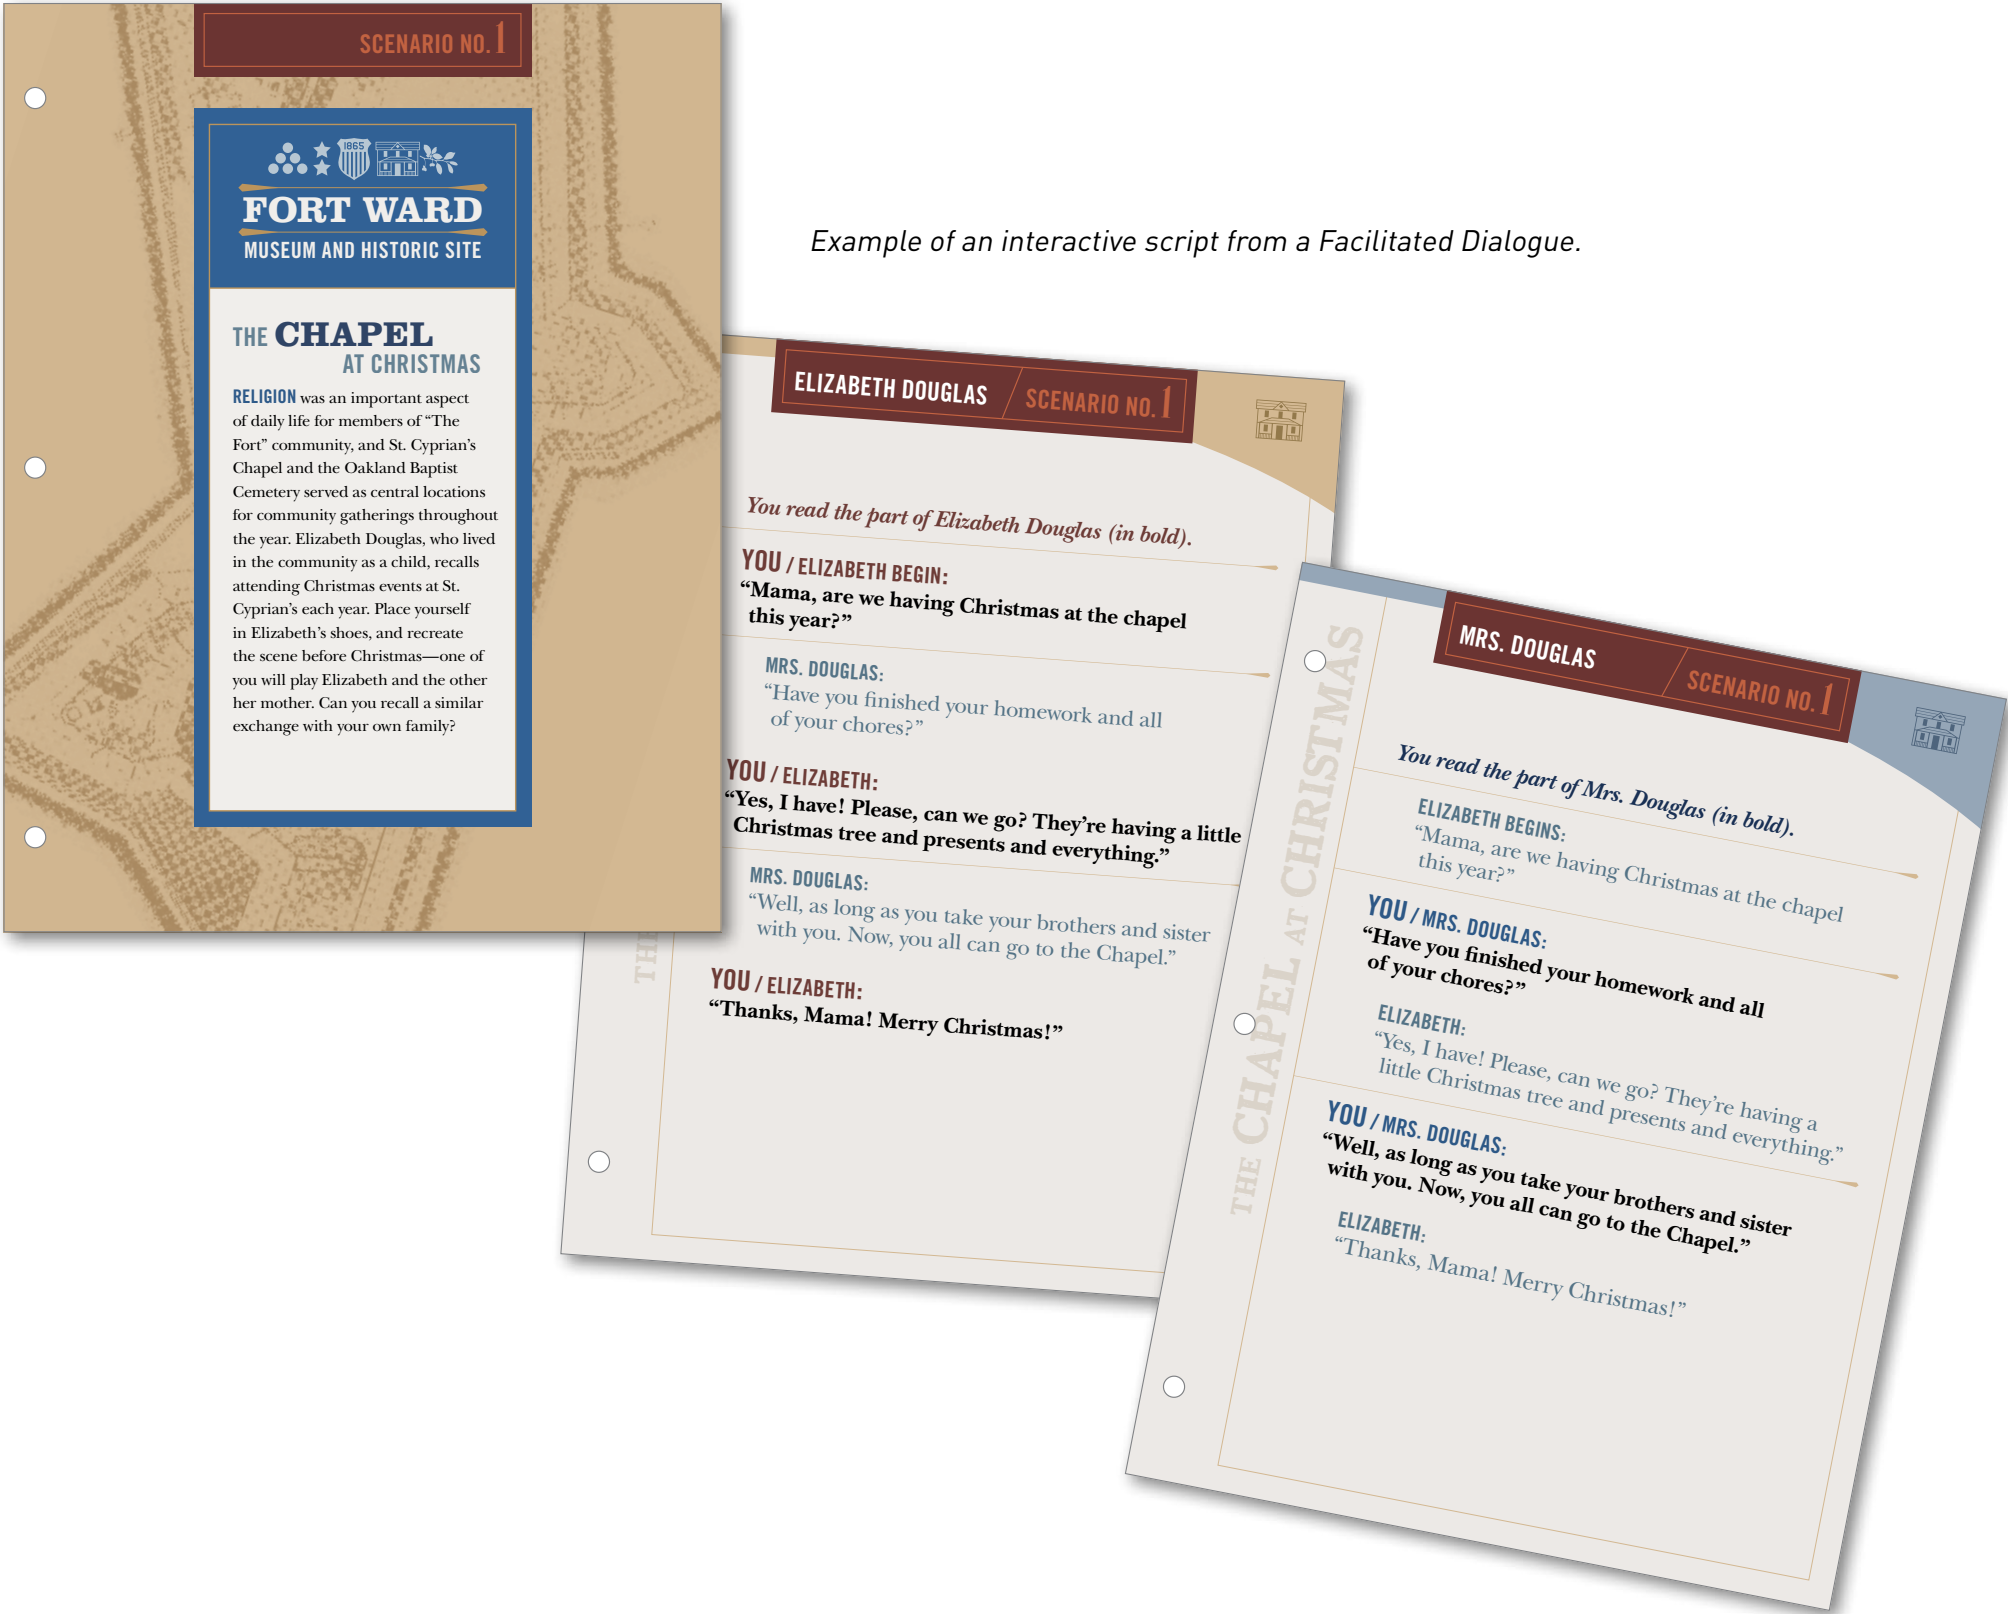 SCENARIO NO. 1
1865
FORT WARD
MUSEUM AND HISTORIC SITE
THE CHAPEL
AT CHRISTMAS
RELIGION was an important aspect
of daily life for members of “The
Fort” community, and St. Cyprian’s
Chapel and the Oakland Baptist
Cemetery served as central locations
for community gatherings throughout
the year. Elizabeth Douglas, who lived
in the community as a child, recalls
attending Christmas events at St.
Cyprian’s each year. Place yourself
in Elizabeth’s shoes, and recreate
the scene before Christmas—one of
you will play Elizabeth and the other
her mother. Can you recall a similar
exchange with your own family?
Example of an interactive script from a Facilitated Dialogue.
ELIZABETH DOUGLAS / SCENARIO NO. 1
You read the part of Elizabeth Douglas (in bold).
YOU / ELIZABETH BEGIN:
“Mama, are we having Christmas at the chapel
this year?”
MRS. DOUGLAS:
“Have you finished your homework and all
of your chores?”
YOU / ELIZABETH:
“Yes, I have! Please, can we go? They’re having a little
Christmas tree and presents and everything.”
MRS. DOUGLAS:
“Well, as long as you take your brothers and sister
with you. Now, you all can go to the Chapel.”
YOU / ELIZABETH:
“Thanks, Mama! Merry Christmas!”
THE
MRS. DOUGLAS / SCENARIO NO. 1
THE CHAPEL AT CHRISTMAS
You read the part of Mrs. Douglas (in bold).
ELIZABETH BEGINS:
“Mama, are we having Christmas at the chapel
this year?”
YOU / MRS. DOUGLAS:
“Have you finished your homework and all
of your chores?”
ELIZABETH:
“Yes, I have! Please, can we go? They’re having a
little Christmas tree and presents and everything.”
YOU / MRS. DOUGLAS:
“Well, as long as you take your brothers and sister
with you. Now, you all can go to the Chapel.”
ELIZABETH:
“Thanks, Mama! Merry Christmas!”